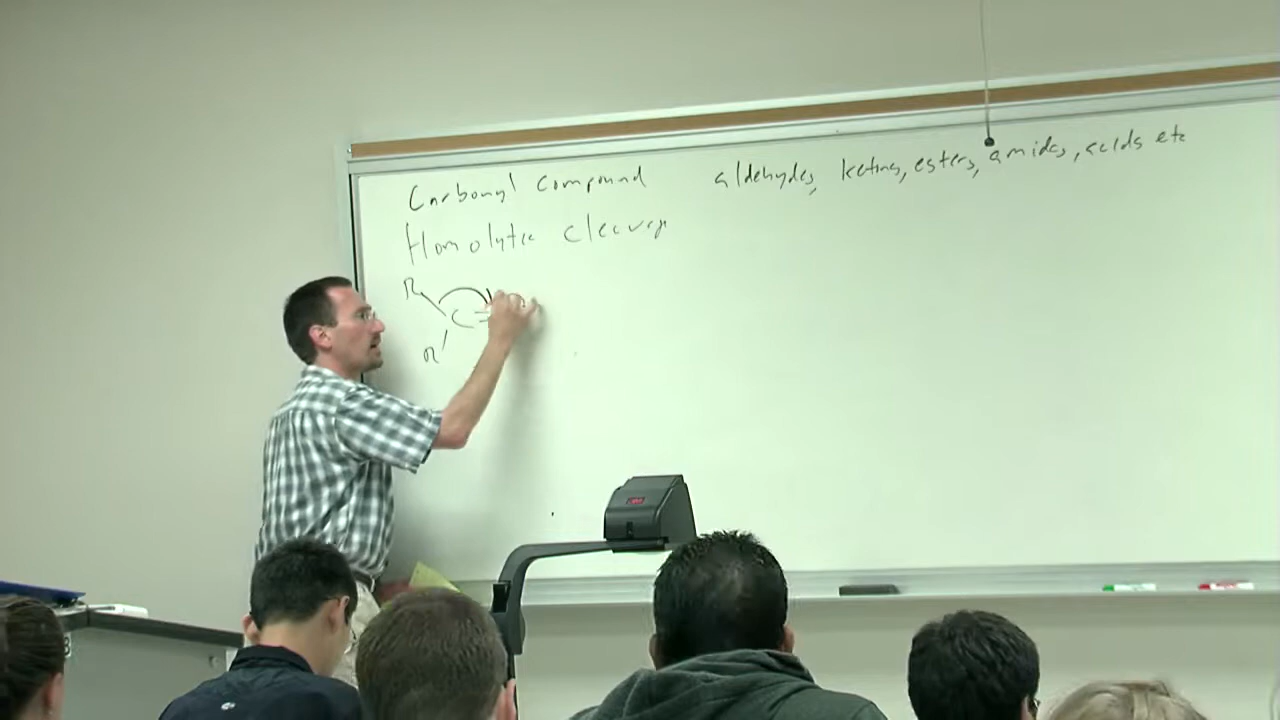 Carbonyl compound aldehydes, ketones, esters, amides, acids etc
Homolytic cleavage
R
C
R'